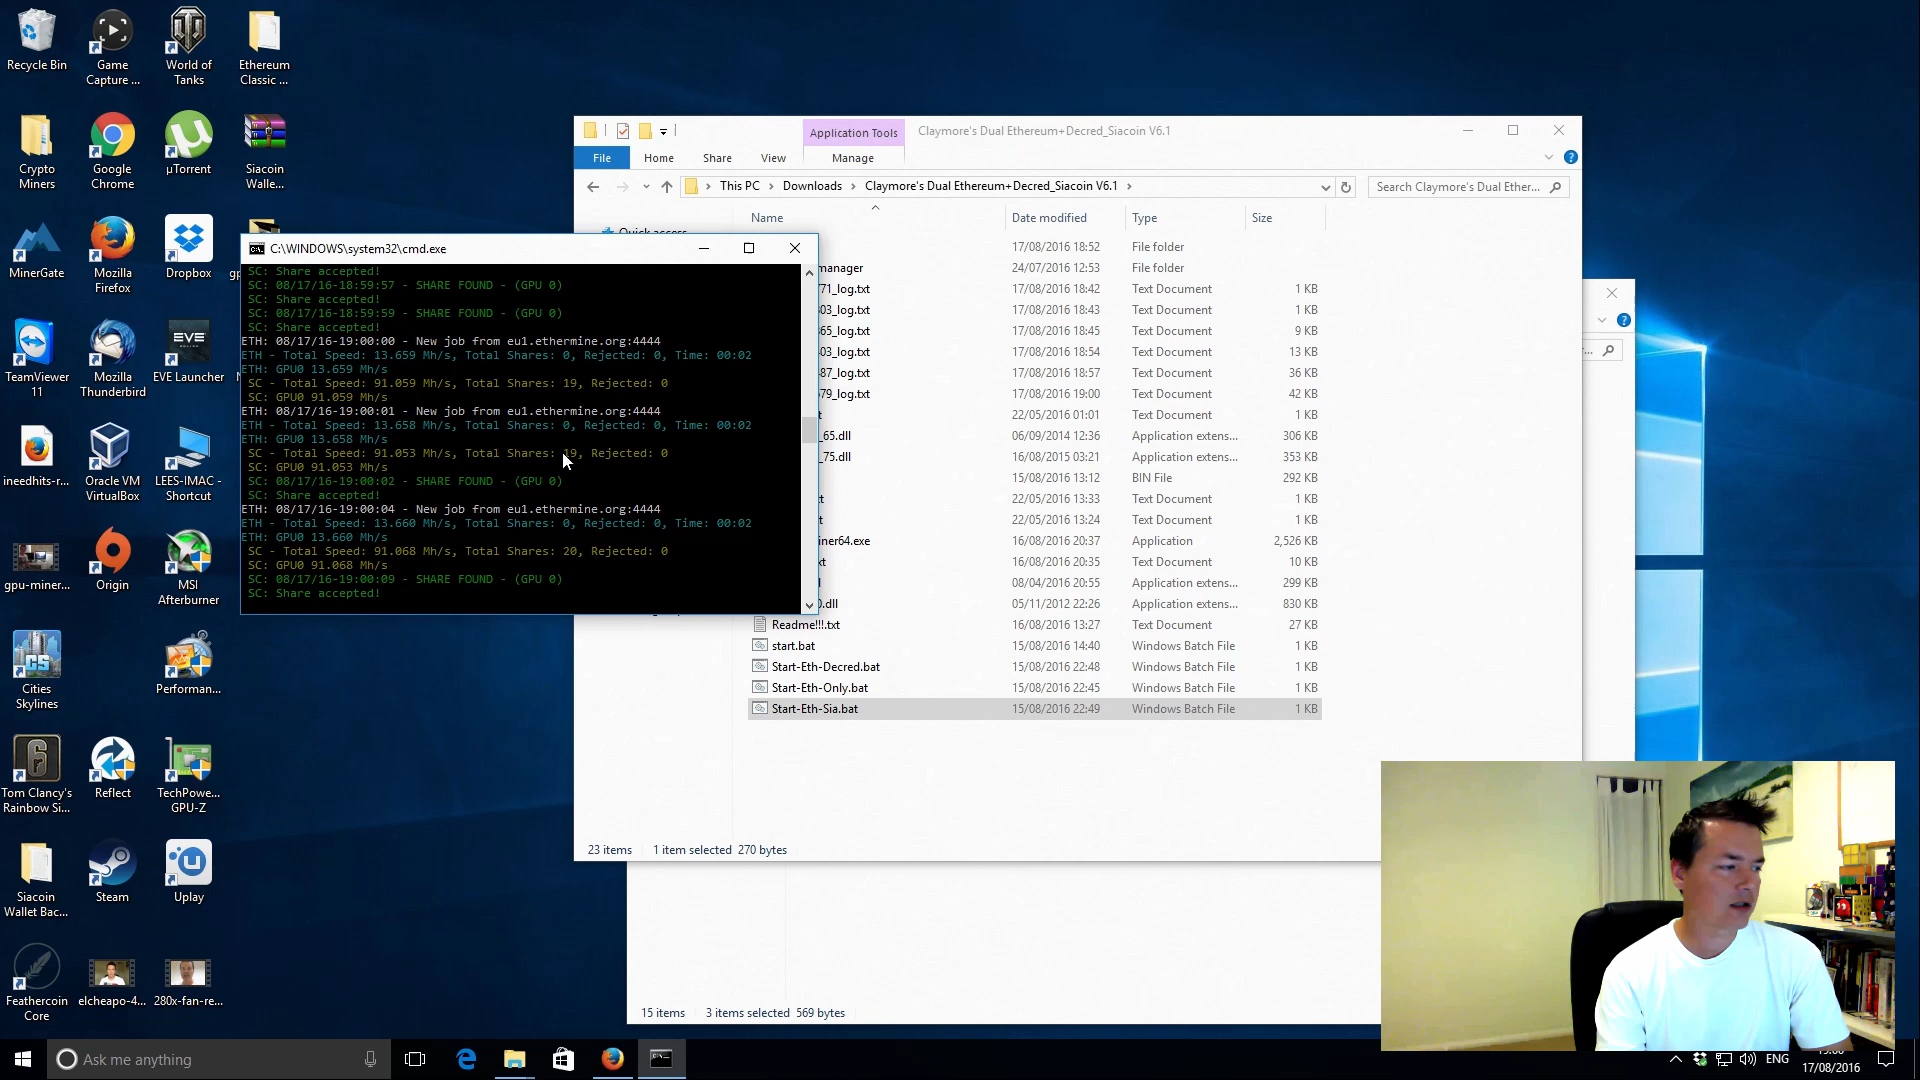 Recycle Bin
Game
Capture ...
World of
Tanks
Ethereum
Classic ...
Crypto
Miners
Google
Chrome
µTorrent
Siacoin
Walle...
MinerGate
Mozilla
Firefox
Dropbox
TeamViewer
11
Mozilla
Thunderbird
EVE
EVE Launcher
ineedhits-r...
Oracle VM
VirtualBox
LEES-IMAC -
Shortcut
gpu-miner...
Origin
MSI
Afterburner
CS
Cities
Skylines
Performan...
6
Tom Clancy's
Rainbow Si...
Reflect
TechPowe...
GPU-Z
Siacoin
Wallet Bac...
Steam
Uplay
Feathercoin
Core
elcheapo-4...
280x-fan-re...
C:\WINDOWS\system32\cmd.exe
SC: Share accepted!
SC: 08/17/16-18:59:57 - SHARE FOUND - (GPU 0)
SC: Share accepted!
SC: 08/17/16-18:59:59 - SHARE FOUND - (GPU 0)
SC: Share accepted!
ETH: 08/17/16-19:00:00 - New job from eu1.ethermine.org:4444
ETH - Total Speed: 13.659 Mh/s, Total Shares: 0, Rejected: 0, Time: 00:02
ETH: GPU0 13.659 Mh/s
SC - Total Speed: 91.059 Mh/s, Total Shares: 19, Rejected: 0
SC: GPU0 91.059 Mh/s
ETH: 08/17/16-19:00:01 - New job from eu1.ethermine.org:4444
ETH - Total Speed: 13.658 Mh/s, Total Shares: 0, Rejected: 0, Time: 00:02
ETH: GPU0 13.658 Mh/s
SC - Total Speed: 91.053 Mh/s, Total Shares: 19, Rejected: 0
SC: GPU0 91.053 Mh/s
SC: 08/17/16-19:00:02 - SHARE FOUND - (GPU 0)
SC: Share accepted!
ETH: 08/17/16-19:00:04 - New job from eu1.ethermine.org:4444
ETH - Total Speed: 13.660 Mh/s, Total Shares: 0, Rejected: 0, Time: 00:02
ETH: GPU0 13.660 Mh/s
SC - Total Speed: 91.068 Mh/s, Total Shares: 20, Rejected: 0
SC: GPU0 91.068 Mh/s
SC: 08/17/16-19:00:09 - SHARE FOUND - (GPU 0)
SC: Share accepted!
Application Tools
Claymore's Dual Ethereum+Decred_Siacoin V6.1
File Home Share View Manage
This PC > Downloads > Claymore's Dual Ethereum+Decred_Siacoin V6.1 >
Search Claymore's Dual Ether...
Name Date modified Type Size
17/08/2016 18:52 File folder
manager 24/07/2016 12:53 File folder
71_log.txt 17/08/2016 18:42 Text Document 1 KB
03_log.txt 17/08/2016 18:43 Text Document 1 KB
865_log.txt 17/08/2016 18:45 Text Document 9 KB
03_log.txt 17/08/2016 18:54 Text Document 13 KB
87_log.txt 17/08/2016 18:57 Text Document 36 KB
79_log.txt 17/08/2016 19:00 Text Document 42 KB
t 22/05/2016 01:01 Text Document 1 KB
_65.dll 06/09/2014 12:36 Application extens... 306 KB
_75.dll 16/08/2015 03:21 Application extens... 353 KB
15/08/2016 13:12 BIN File 292 KB
xt 22/05/2016 13:33 Text Document 1 KB
t 22/05/2016 13:24 Text Document 1 KB
iner64.exe 16/08/2016 20:37 Application 2,526 KB
xt 16/08/2016 20:35 Text Document 10 KB
l 08/04/2016 20:55 Application extens... 299 KB
0.dll 05/11/2012 22:26 Application extens... 830 KB
Readme!!!.txt 16/08/2016 13:27 Text Document 27 KB
start.bat 15/08/2016 14:40 Windows Batch File 1 KB
Start-Eth-Decred.bat 15/08/2016 22:48 Windows Batch File 1 KB
Start-Eth-Only.bat 15/08/2016 22:45 Windows Batch File 1 KB
Start-Eth-Sia.bat 15/08/2016 22:49 Windows Batch File 1 KB
23 items 1 item selected 270 bytes
15 items 3 items selected 569 bytes
Ask me anything
ENG
17/08/2016